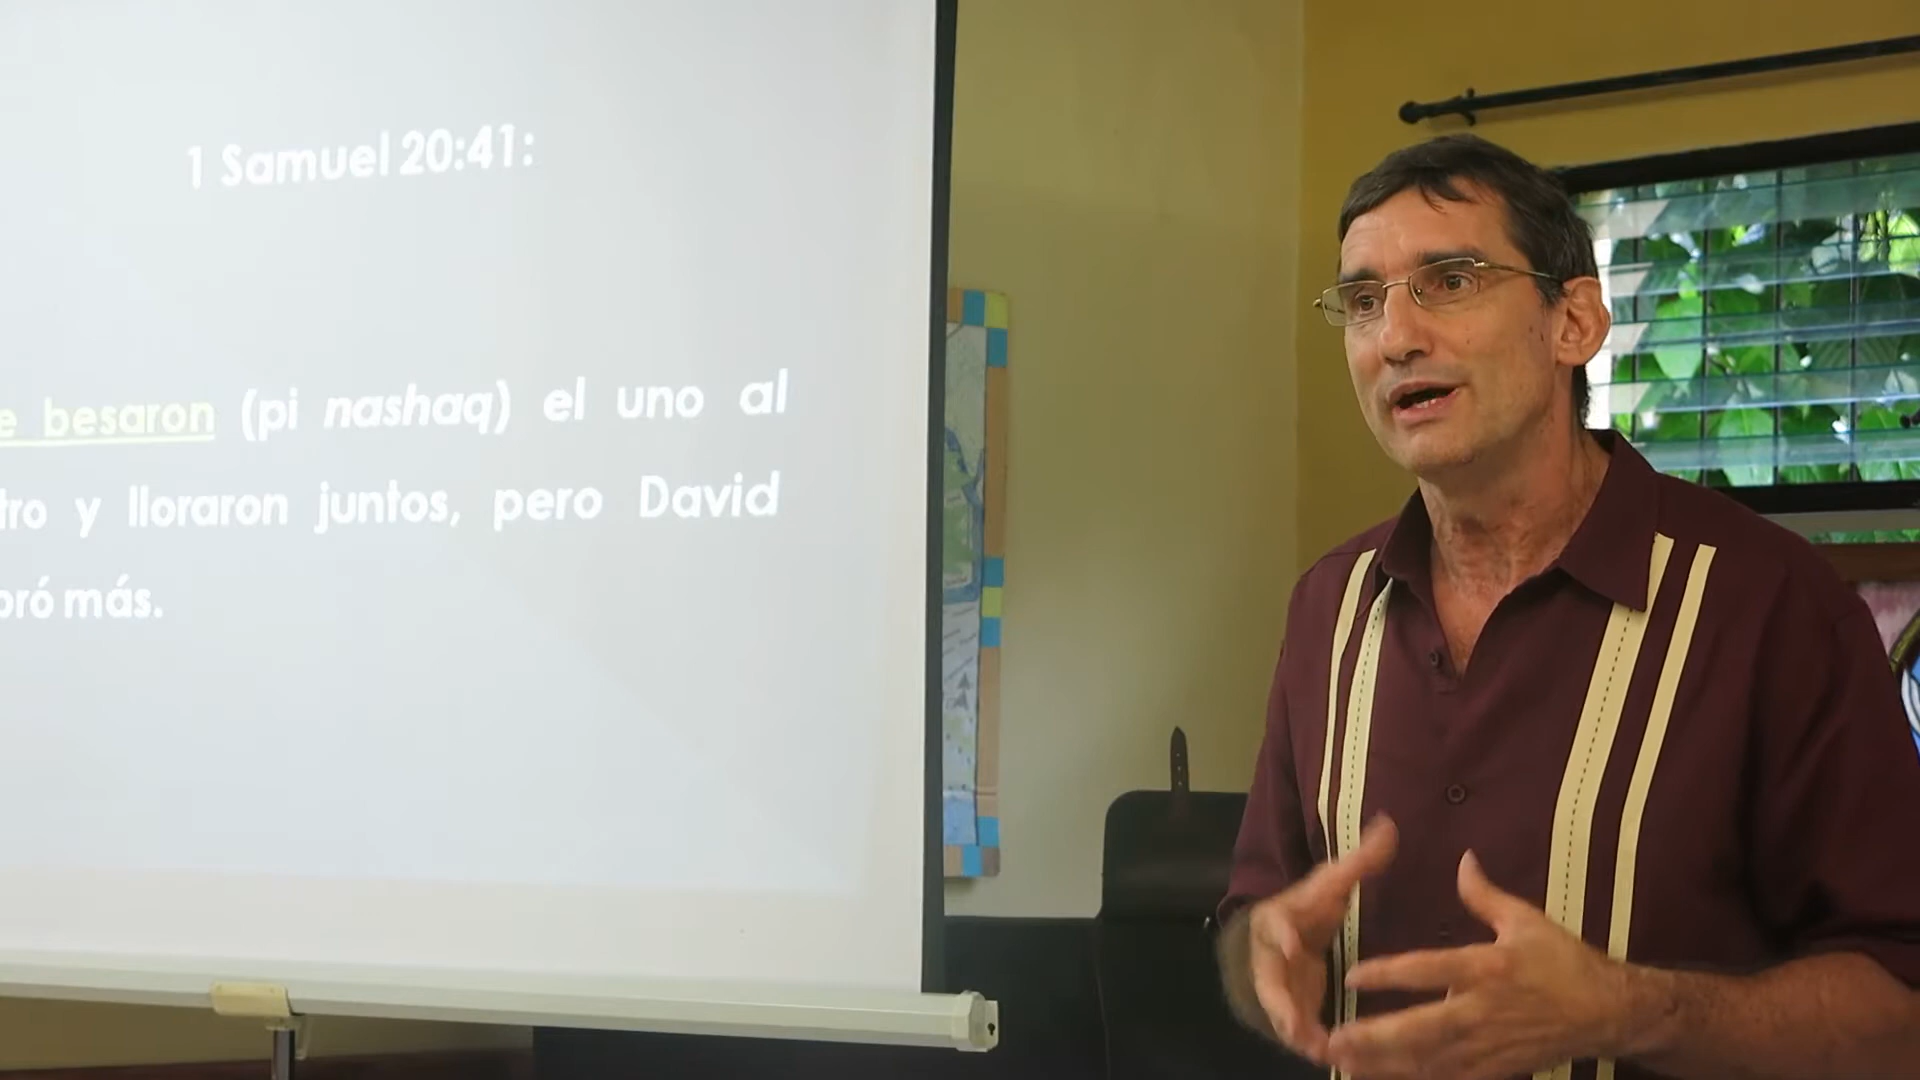 1 Samuel 20:41:
e besaron (pi nashaq) el uno al
tro y lloraron juntos, pero David
oró más.